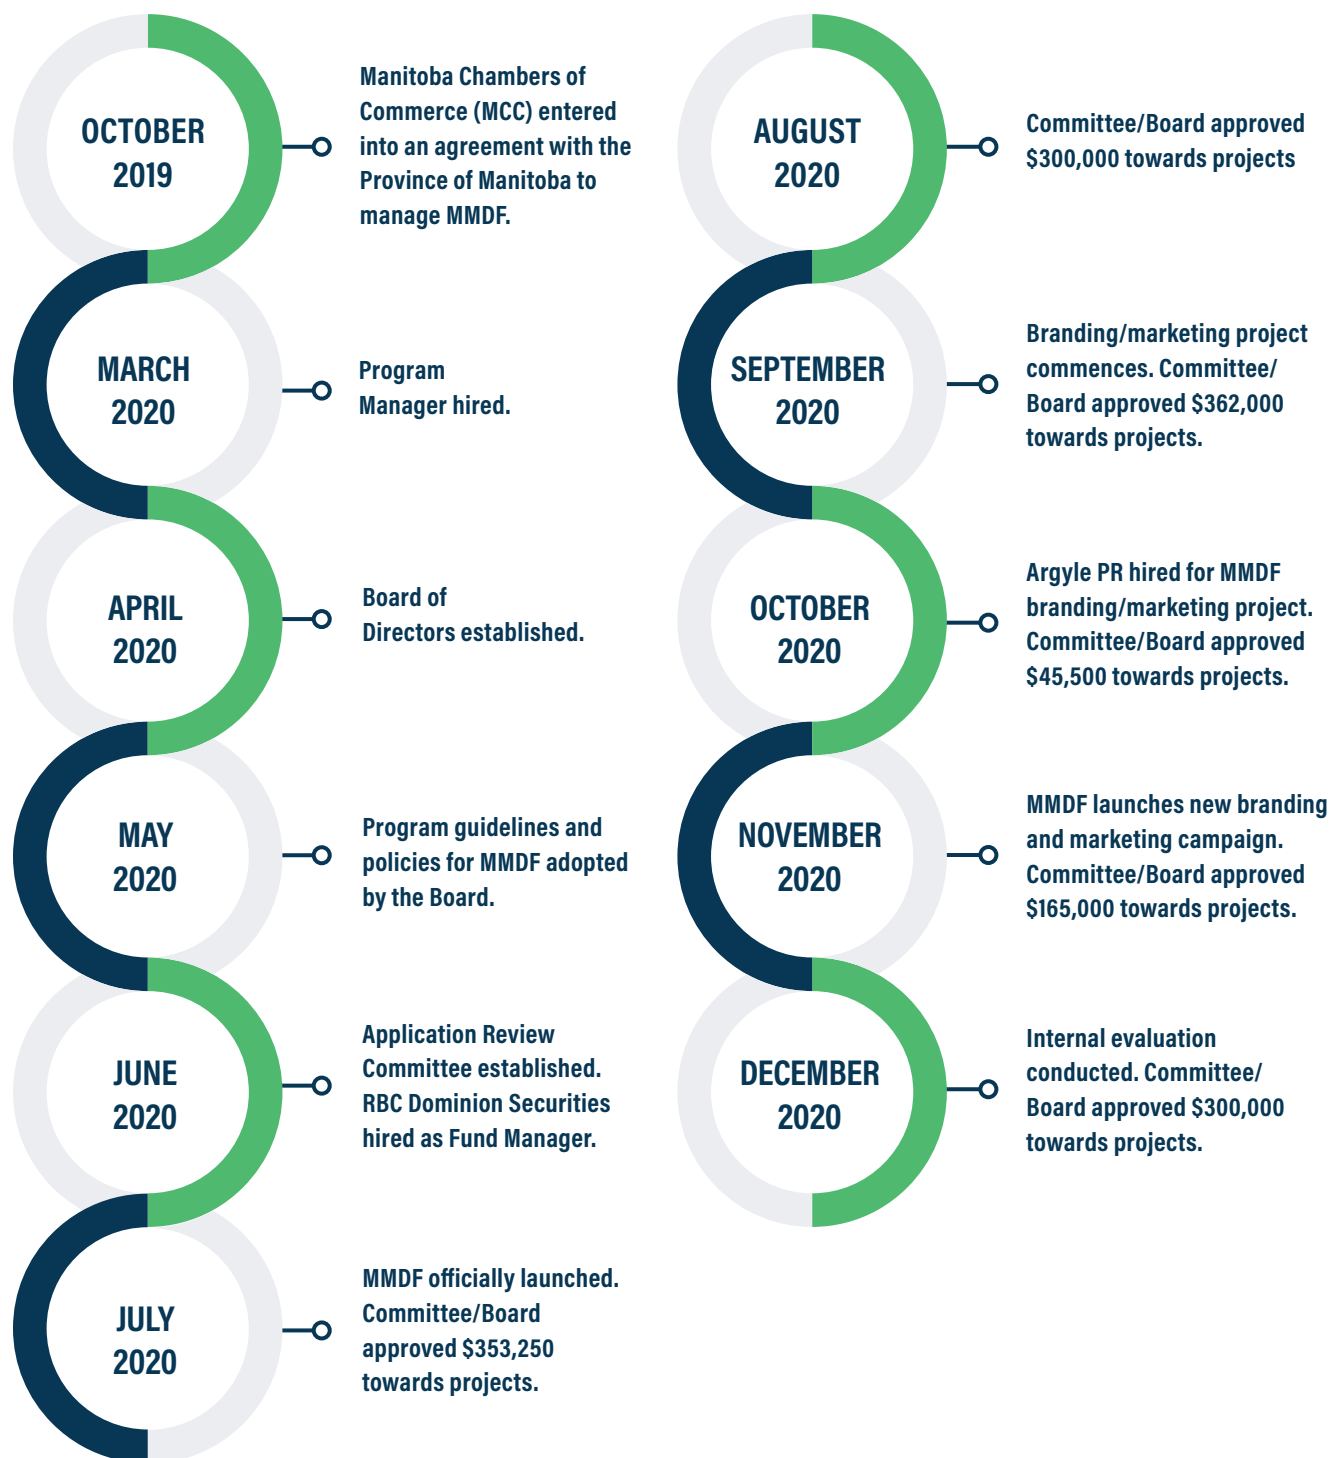 OCTOBER
2019
Manitoba Chambers of
Commerce (MCC) entered
into an agreement with the
Province of Manitoba to
manage MMDF.
MARCH
2020
Program
Manager hired.
APRIL
2020
Board of
Directors established.
MAY
2020
Program guidelines and
policies for MMDF adopted
by the Board.
JUNE
2020
Application Review
Committee established.
RBC Dominion Securities
hired as Fund Manager.
JULY
2020
MMDF officially launched.
Committee/Board
approved $353,250
towards projects.
AUGUST
2020
Committee/Board approved
$300,000 towards projects
SEPTEMBER
2020
Branding/marketing project
commences. Committee/
Board approved $362,000
towards projects.
OCTOBER
2020
Argyle PR hired for MMDF
branding/marketing project.
Committee/Board approved
$45,500 towards projects.
NOVEMBER
2020
MMDF launches new branding
and marketing campaign.
Committee/Board approved
$165,000 towards projects.
DECEMBER
2020
Internal evaluation
conducted. Committee/
Board approved $300,000
towards projects.